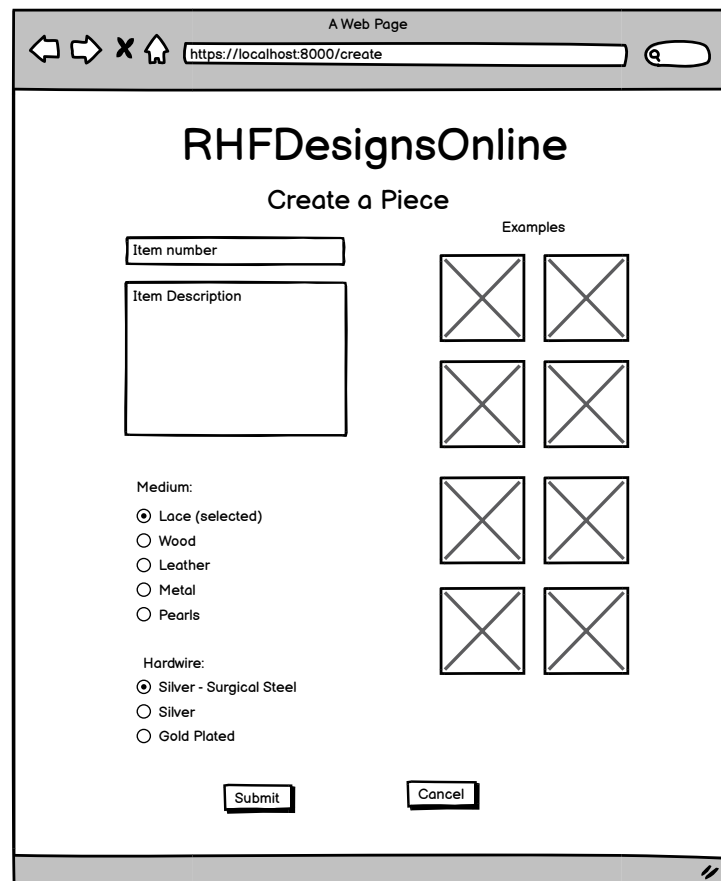 A Web Page
https://localhost:8000/create
RHFDesignsOnline
Create a Piece
Examples
Item number
Item Description
Medium:
Lace (selected)
Wood
Leather
Metal
Pearls
Hardwire:
Silver - Surgical Steel
Silver
Gold Plated
Submit
Cancel